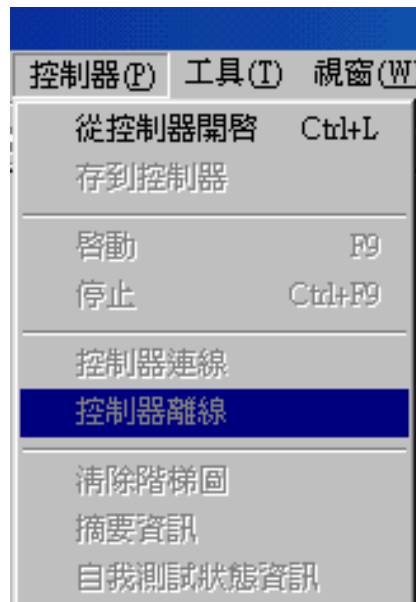 控制器(P) 工具(T) 視窗(W
從控制器開啓 Ctrl+L
存到控制器
啓動 F9
停止 Ctrl+F9
控制器連線
控制器離線
清除階梯圖
摘要資訊
自我測試狀態資訊